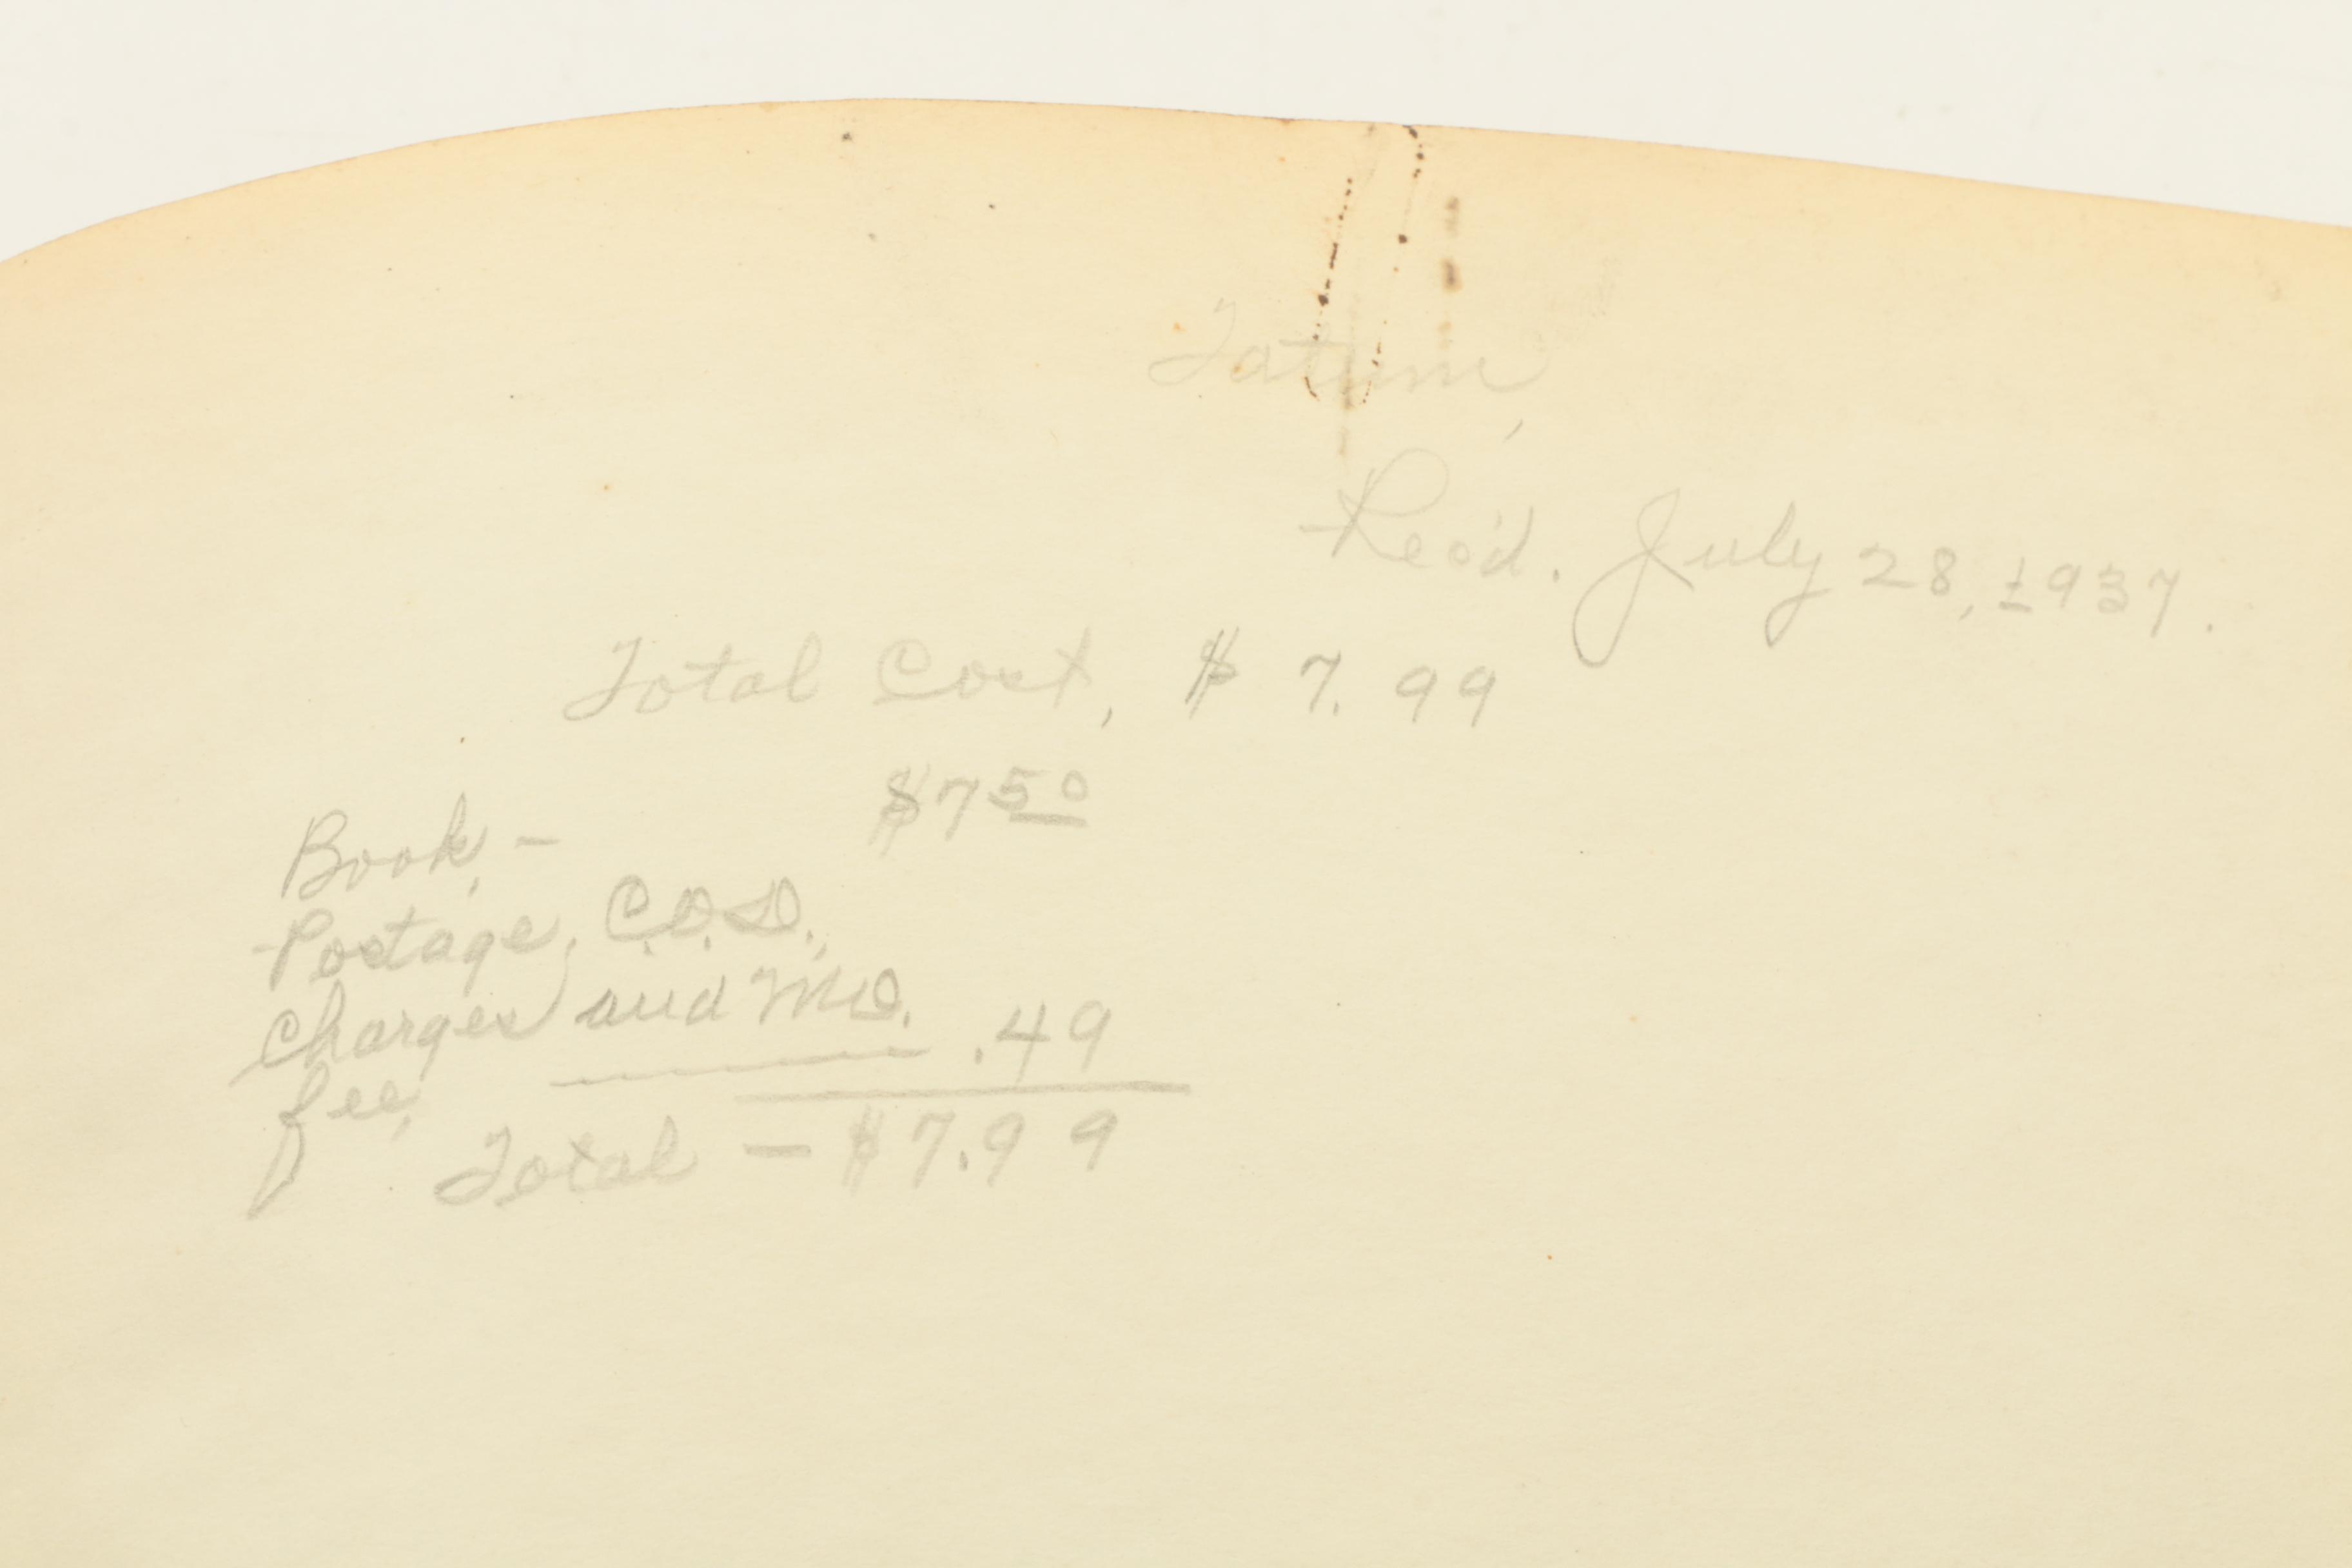 Tatum,
Rec'd. July 28, 1937.
Total Cost, $7.99
Book, - $7 50
Postage, C.O.D.,
charges and M.O. .49
fee,
Total - $7.99